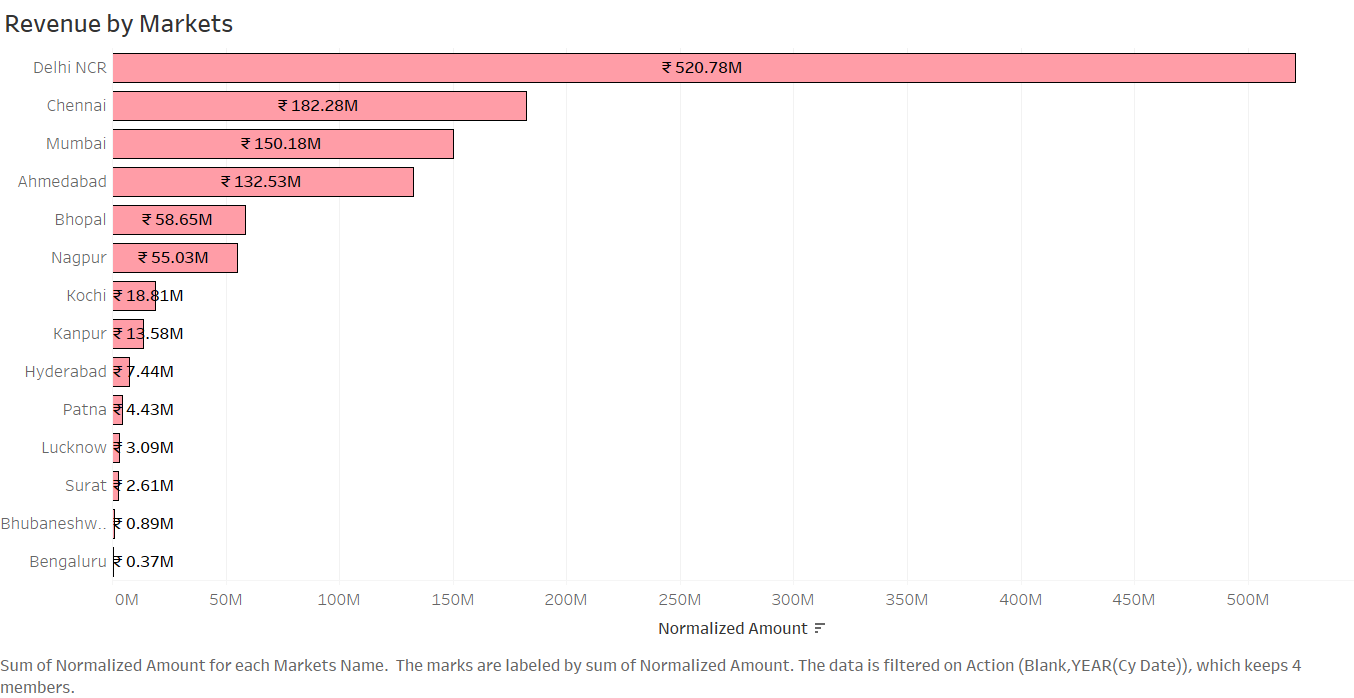 Revenue by Markets
Delhi NCR ₹ 520.78M
Chennai ₹ 182.28M
Mumbai ₹ 150.18M
Ahmedabad ₹ 132.53M
Bhopal ₹ 58.65M
Nagpur ₹ 55.03M
Kochi ₹ 18.81M
Kanpur ₹ 13.58M
Hyderabad ₹ 7.44M
Patna ₹ 4.43M
Lucknow ₹ 3.09M
Surat ₹ 2.61M
Bhubaneshw.. ₹ 0.89M
Bengaluru ₹ 0.37M
0M 50M 100M 150M 200M 250M 300M 350M 400M 450M 500M
Normalized Amount
Sum of Normalized Amount for each Markets Name.  The marks are labeled by sum of Normalized Amount. The data is filtered on Action (Blank,YEAR(Cy Date)), which keeps 4
members.